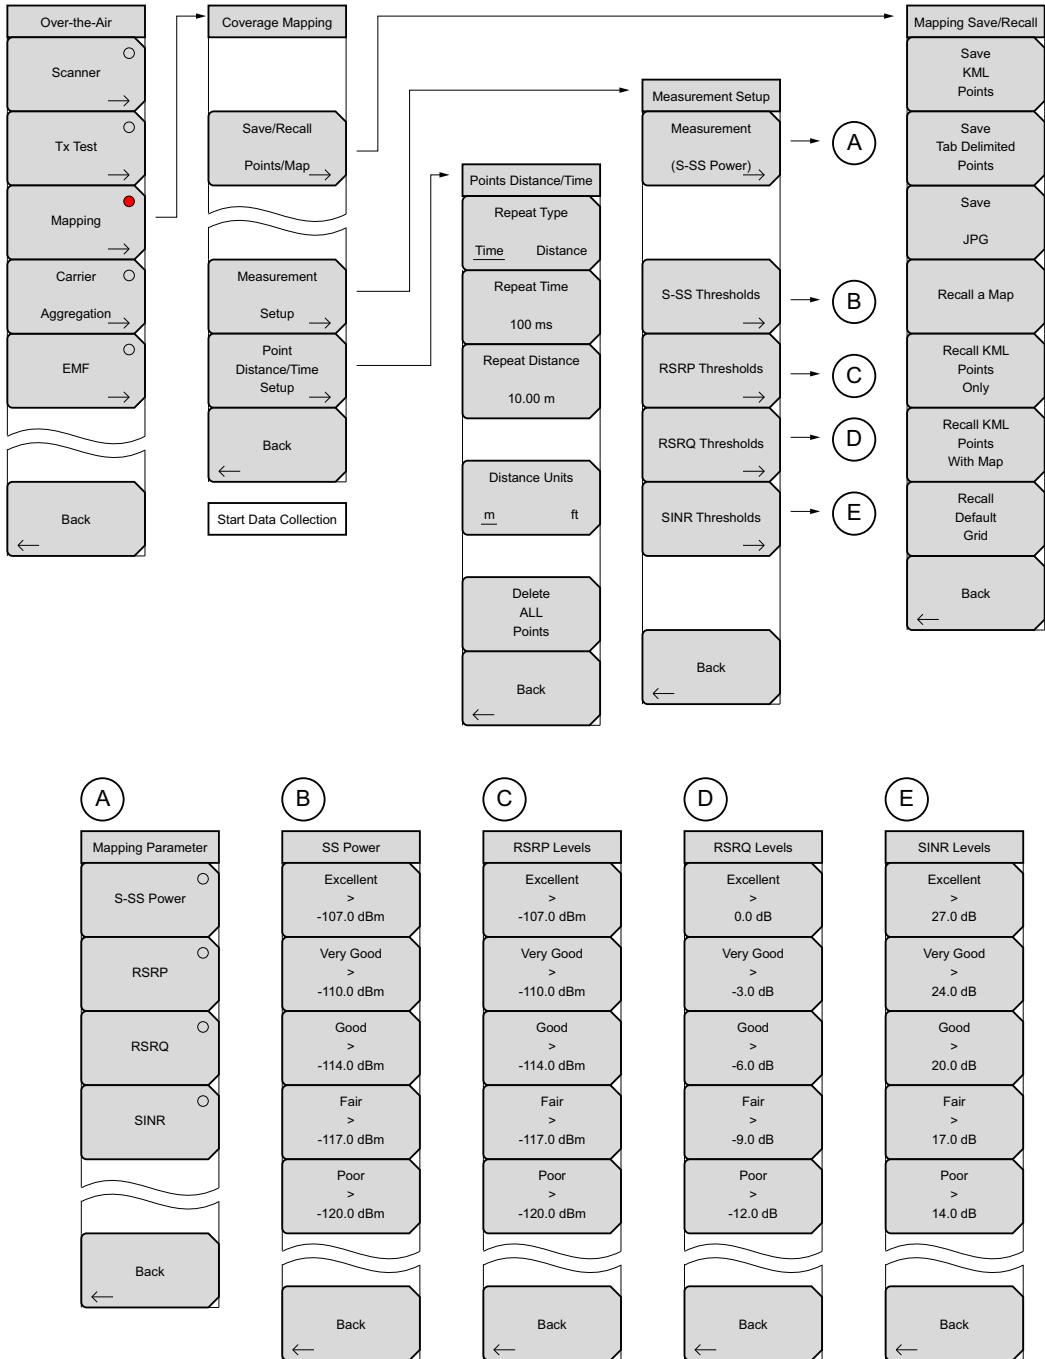 Over-the-Air
Scanner
Tx Test
Mapping
Carrier
Aggregation
EMF
Back
Coverage Mapping
Save/Recall
Points/Map
Measurement
Setup
Point
Distance/Time
Setup
Back
Start Data Collection
Points Distance/Time
Repeat Type
Time Distance
Repeat Time
100 ms
Repeat Distance
10.00 m
Distance Units
m ft
Delete
ALL
Points
Back
Measurement Setup
Measurement
(S-SS Power)
A
S-SS Thresholds
B
RSRP Thresholds
C
RSRQ Thresholds
D
SINR Thresholds
E
Back
Mapping Save/Recall
Save
KML
Points
Save
Tab Delimited
Points
Save
JPG
Recall a Map
Recall KML
Points
Only
Recall KML
Points
With Map
Recall
Default
Grid
Back
A
Mapping Parameter
S-SS Power
RSRP
RSRQ
SINR
Back
B
SS Power
Excellent
>
-107.0 dBm
Very Good
>
-110.0 dBm
Good
>
-114.0 dBm
Fair
>
-117.0 dBm
Poor
>
-120.0 dBm
Back
C
RSRP Levels
Excellent
>
-107.0 dBm
Very Good
>
-110.0 dBm
Good
>
-114.0 dBm
Fair
>
-117.0 dBm
Poor
>
-120.0 dBm
Back
D
RSRQ Levels
Excellent
>
0.0 dB
Very Good
>
-3.0 dB
Good
>
-6.0 dB
Fair
>
-9.0 dB
Poor
>
-12.0 dB
Back
E
SINR Levels
Excellent
>
27.0 dB
Very Good
>
24.0 dB
Good
>
20.0 dB
Fair
>
17.0 dB
Poor
>
14.0 dB
Back